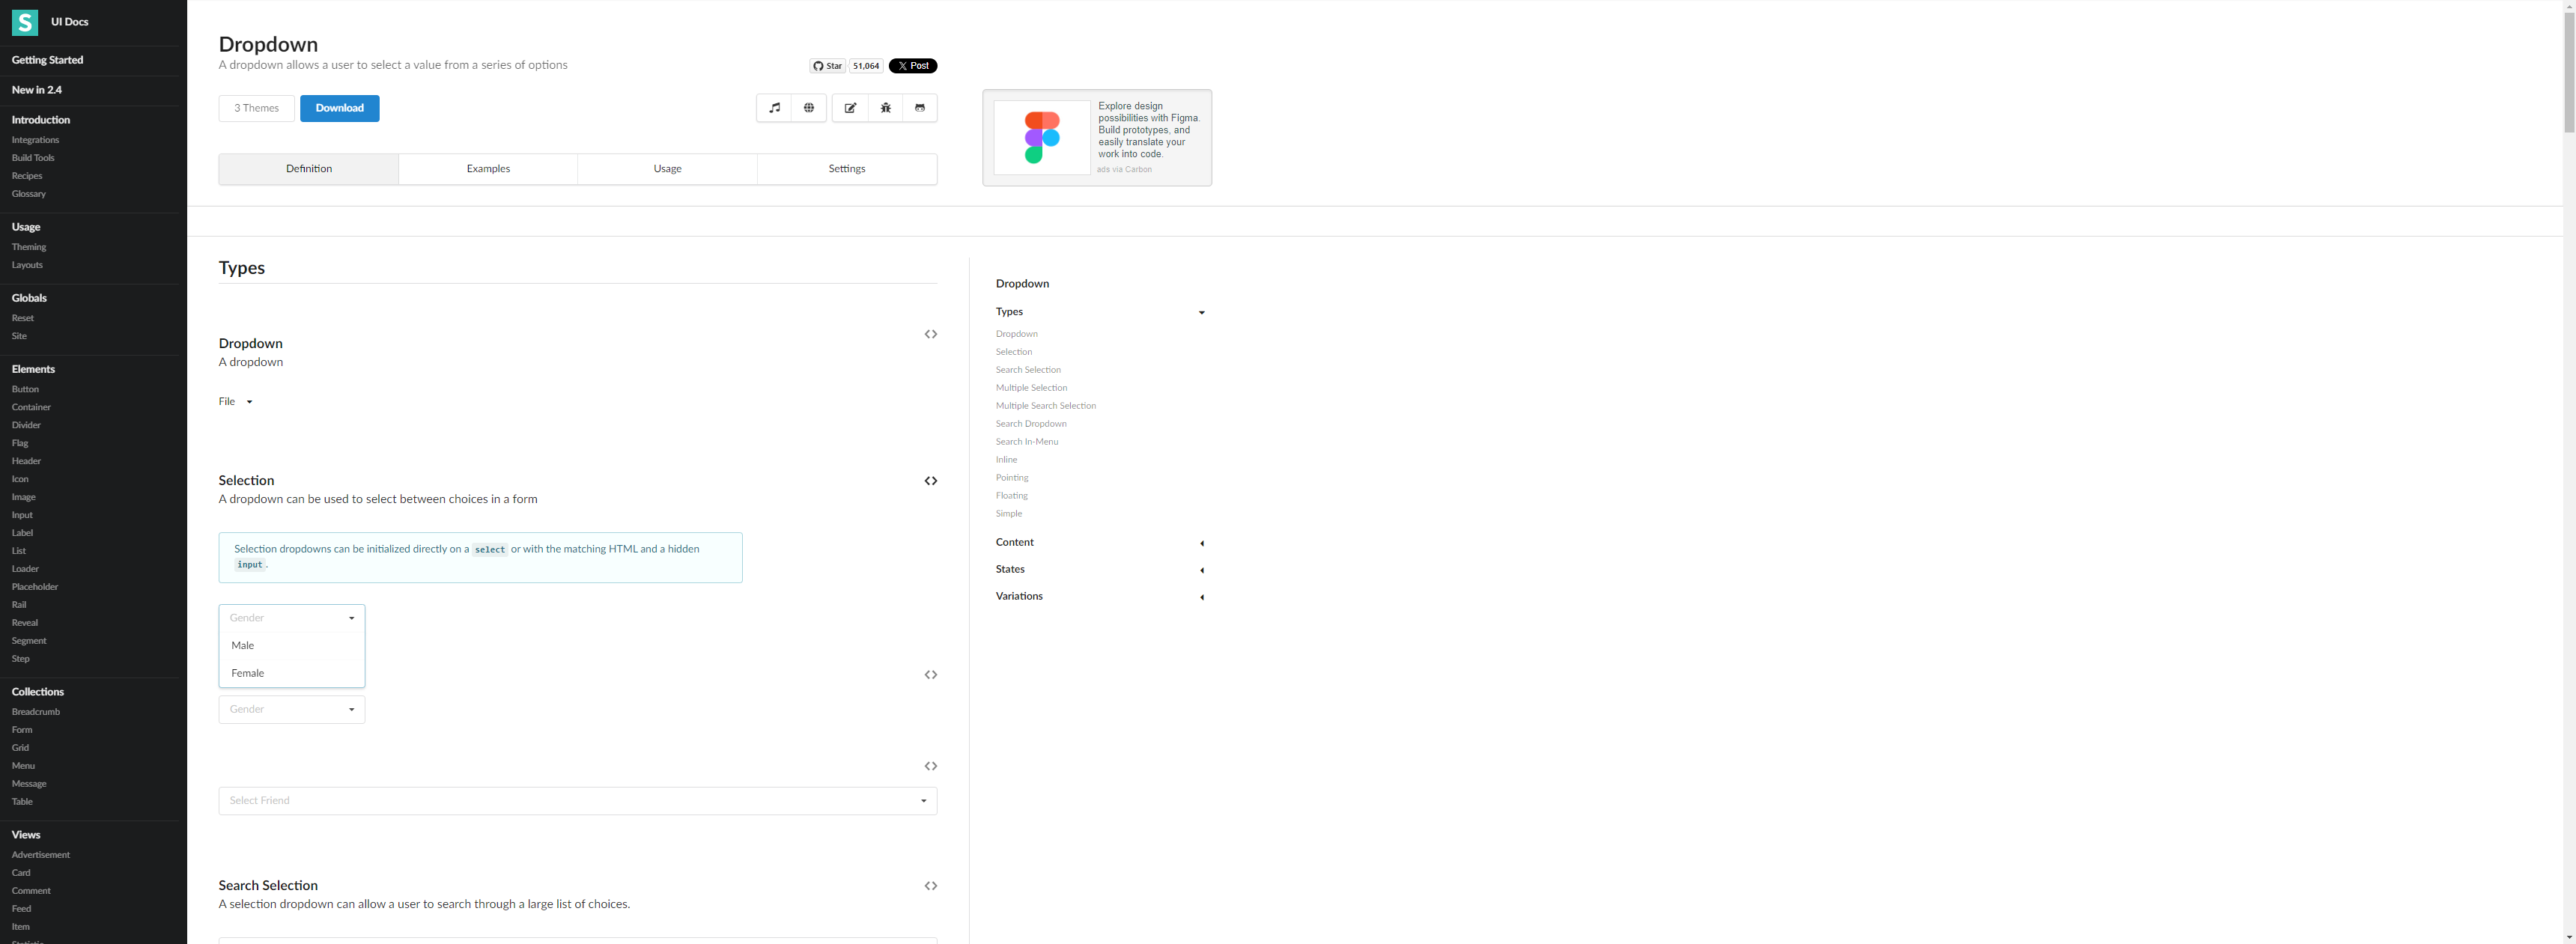 UI Docs
Getting Started
New in 2.4
Introduction
Integrations
Build Tools
Recipes
Glossary
Usage
Theming
Layouts
Globals
Reset
Site
Elements
Button
Container
Divider
Flag
Header
Icon
Image
Input
Label
List
Loader
Placeholder
Rail
Reveal
Segment
Step
Collections
Breadcrumb
Form
Grid
Menu
Message
Table
Views
Advertisement
Card
Comment
Feed
Item
Statistic
Dropdown
A dropdown allows a user to select a value from a series of options
Star 51,064 Post
3 Themes Download
Definition Examples Usage Settings
Explore design
possibilities with Figma.
Build prototypes, and
easily translate your
work into code.
ads via Carbon
Types
Dropdown
A dropdown
File
Selection
A dropdown can be used to select between choices in a form
Selection dropdowns can be initialized directly on a select or with the matching HTML and a hidden
input.
Gender
Male
Female
Gender
Select Friend
Search Selection
A selection dropdown can allow a user to search through a large list of choices.
Dropdown
Types
Dropdown
Selection
Search Selection
Multiple Selection
Multiple Search Selection
Search Dropdown
Search In-Menu
Inline
Pointing
Floating
Simple
Content
States
Variations